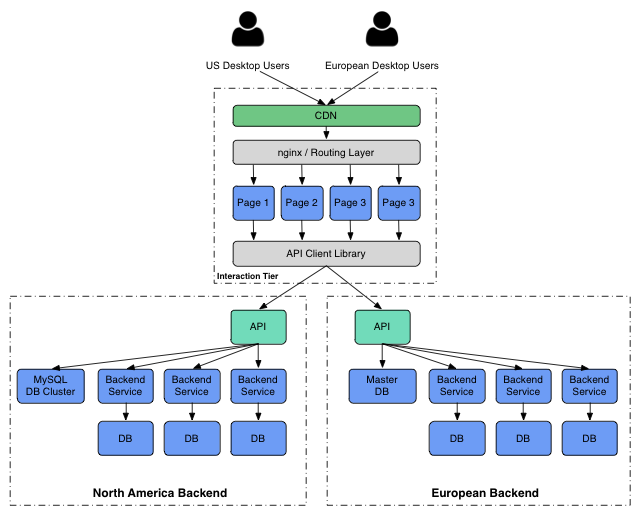 US Desktop Users
European Desktop Users
CDN
nginx / Routing Layer
Page 1
Page 2
Page 3
Page 3
API Client Library
Interaction Tier
API
API
MySQL
DB Cluster
Backend
Service
Backend
Service
Backend
Service
Master
DB
Backend
Service
Backend
Service
Backend
Service
DB
DB
DB
DB
DB
DB
North America Backend
European Backend